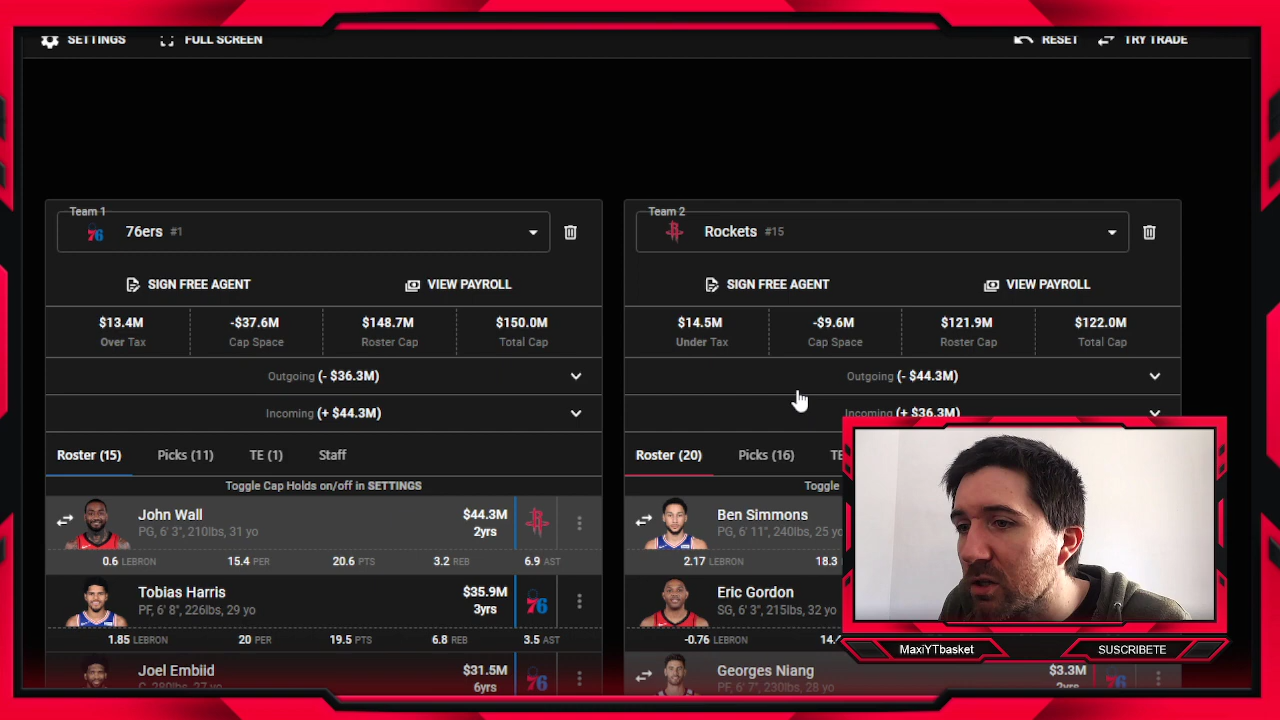 SETTINGS FULL SCREEN RESET TRY TRADE
Team 1
76ers #1
SIGN FREE AGENT VIEW PAYROLL
$13.4M -$37.6M $148.7M $150.0M
Over Tax Cap Space Roster Cap Total Cap
Outgoing (- $36.3M)
Incoming (+ $44.3M)
Roster (15) Picks (11) TE (1) Staff
Toggle Cap Holds on/off in SETTINGS
John Wall $44.3M
PG, 6' 3", 210lbs, 31 yo 2yrs
0.6 LEBRON 15.4 PER 20.6 PTS 3.2 REB 6.9 AST
Tobias Harris $35.9M
PF, 6' 8", 226lbs, 29 yo 3yrs
1.85 LEBRON 20 PER 19.5 PTS 6.8 REB 3.5 AST
Joel Embiid $31.5M
C, 280lbs, 27 yo 6yrs
Team 2
Rockets #15
SIGN FREE AGENT VIEW PAYROLL
$14.5M -$9.6M $121.9M $122.0M
Under Tax Cap Space Roster Cap Total Cap
Outgoing (- $44.3M)
Incoming (+ $36.3M)
Roster (20) Picks (16)
Toggle
Ben Simmons
PG, 6' 11", 240lbs, 25 yo
2.17 LEBRON 18.3
Eric Gordon
SG, 6' 3", 215lbs, 32 yo
-0.76 LEBRON
Georges Niang $3.3M
PF, 6' 7", 230lbs, 28 yo 2yrs
MaxiYTbasket SUSCRIBETE